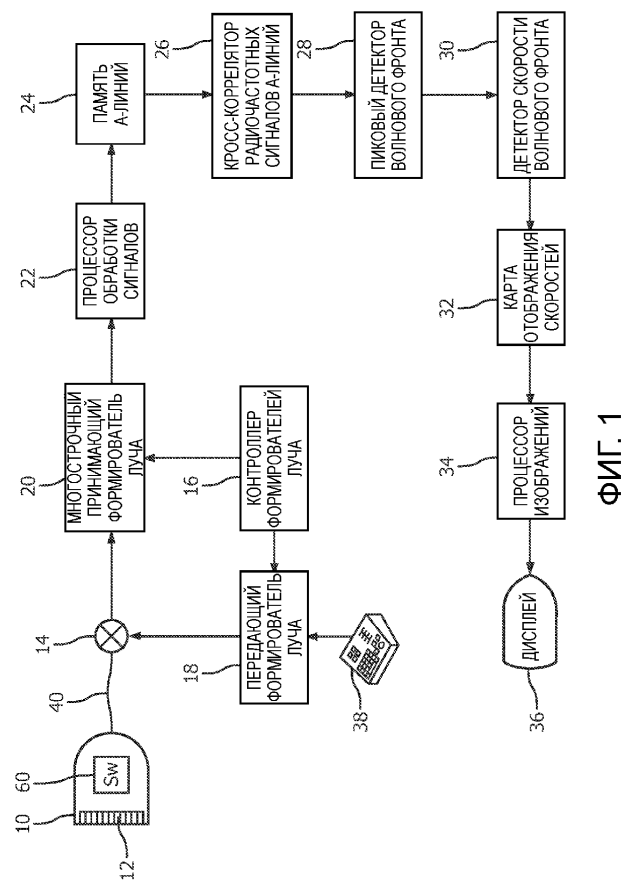 24
ПАМЯТЬ
А-ЛИНИЙ
26
КРОСС-КОРРЕЛЯТОР
РАДИОЧАСТОТНЫХ
СИГНАЛОВ А-ЛИНИЙ
28
ПИКОВЫЙ ДЕТЕКТОР
ВОЛНОВОГО ФРОНТА
30
ДЕТЕКТОР СКОРОСТИ
ВОЛНОВОГО ФРОНТА
22
ПРОЦЕССОР
ОБРАБОТКИ
СИГНАЛОВ
32
КАРТА
ОТОБРАЖЕНИЯ
СКОРОСТЕЙ
20
МНОГОСТРОЧНЫЙ
ПРИНИМАЮЩИЙ
ФОРМИРОВАТЕЛЬ
ЛУЧА
16
КОНТРОЛЛЕР
ФОРМИРОВАТЕЛЕЙ
ЛУЧА
34
ПРОЦЕССОР
ИЗОБРАЖЕНИЙ
14
40
18
ПЕРЕДАЮЩИЙ
ФОРМИРОВАТЕЛЬ
ЛУЧА
38
36
ДИСПЛЕЙ
10
60
Sw
12
ФИГ. 1